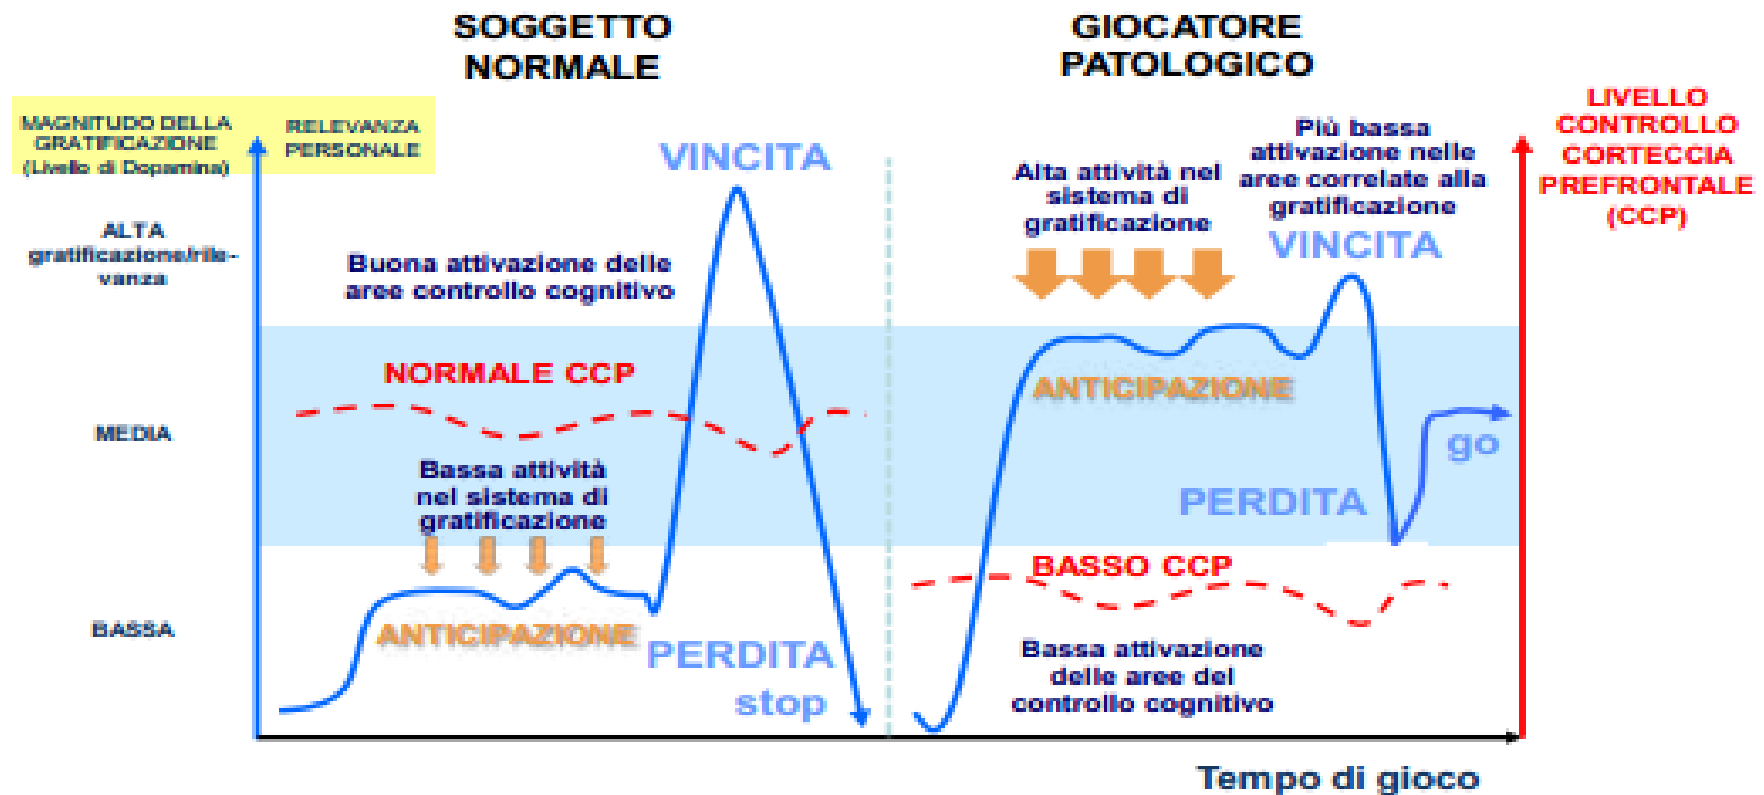 SOGGETTO
NORMALE
GIOCATORE
PATOLOGICO
MAGNITUDO DELLA
GRATIFICAZIONE
(Livello di Dopamina)
RELEVANZA
PERSONALE
ALTA
gratificazione/rile-
vanza
MEDIA
BASSA
Buona attivazione delle
aree controllo cognitivo
VINCITA
NORMALE CCP
Bassa attività
nel sistema di
gratificazione
ANTICIPAZIONE
PERDITA
stop
Alta attività nel
sistema di
gratificazione
Più bassa
attivazione nelle
aree correlate alla
gratificazione
VINCITA
ANTICIPAZIONE
go
PERDITA
BASSO CCP
Bassa attivazione
delle aree del
controllo cognitivo
LIVELLO
CONTROLLO
CORTECCIA
PREFRONTALE
(CCP)
Tempo di gioco